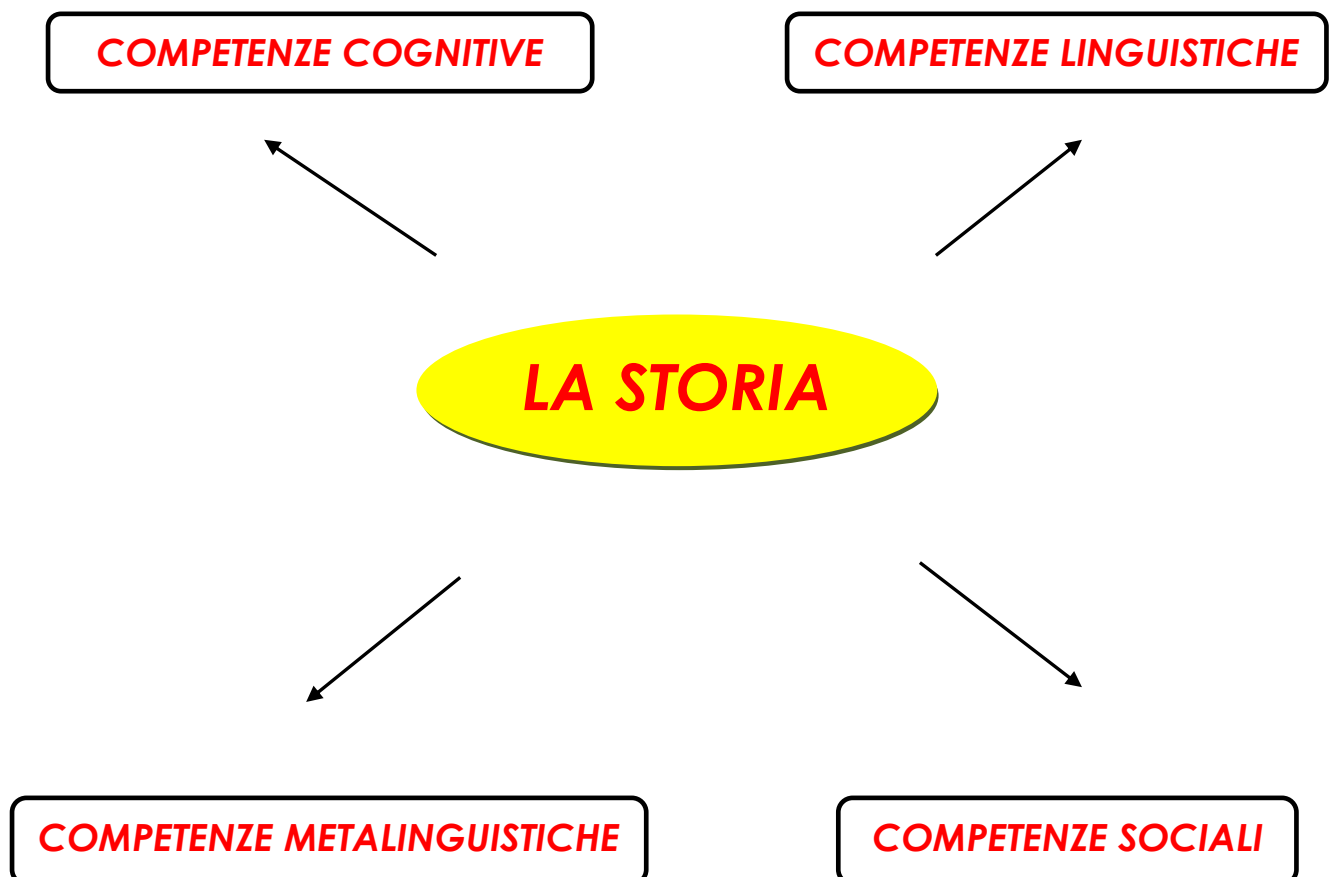 COMPETENZE COGNITIVE
COMPETENZE LINGUISTICHE
LA STORIA
COMPETENZE METALINGUISTICHE
COMPETENZE SOCIALI